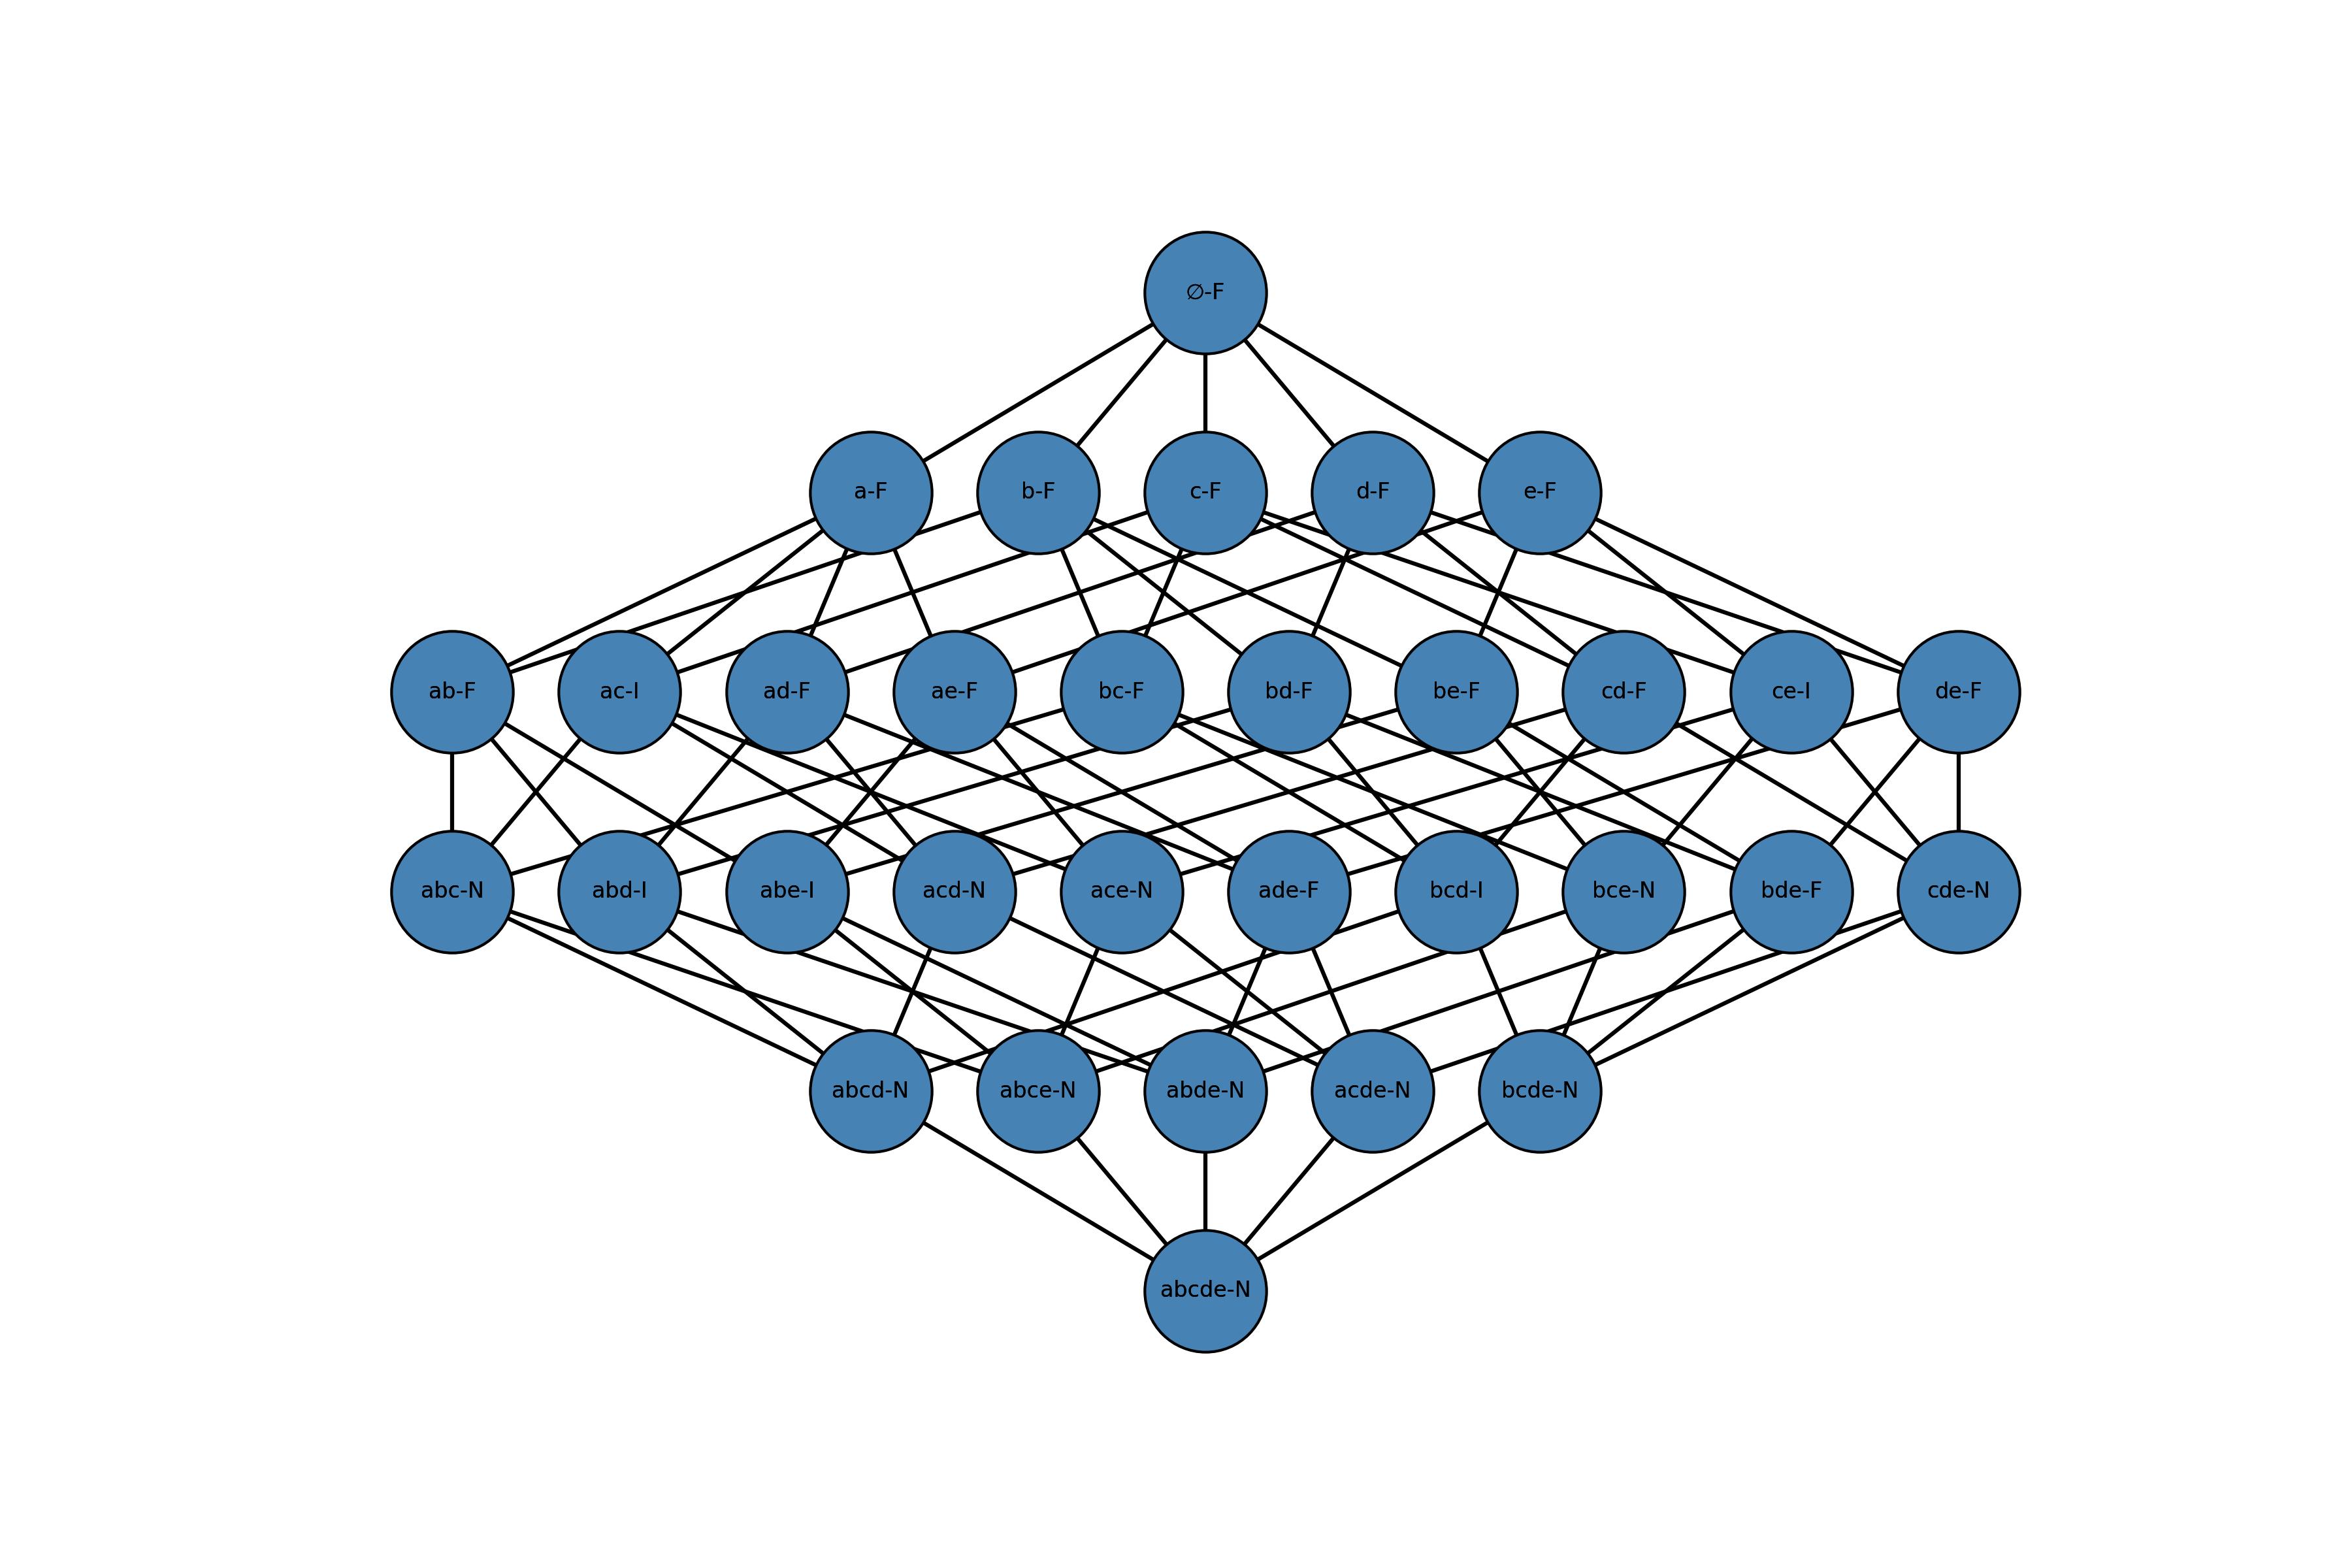 ∅-F
a-F b-F c-F d-F e-F
ab-F ac-I ad-F ae-F bc-F bd-F be-F cd-F ce-I de-F
abc-N abd-I abe-I acd-N ace-N ade-F bcd-I bce-N bde-F cde-N
abcd-N abce-N abde-N acde-N bcde-N
abcde-N